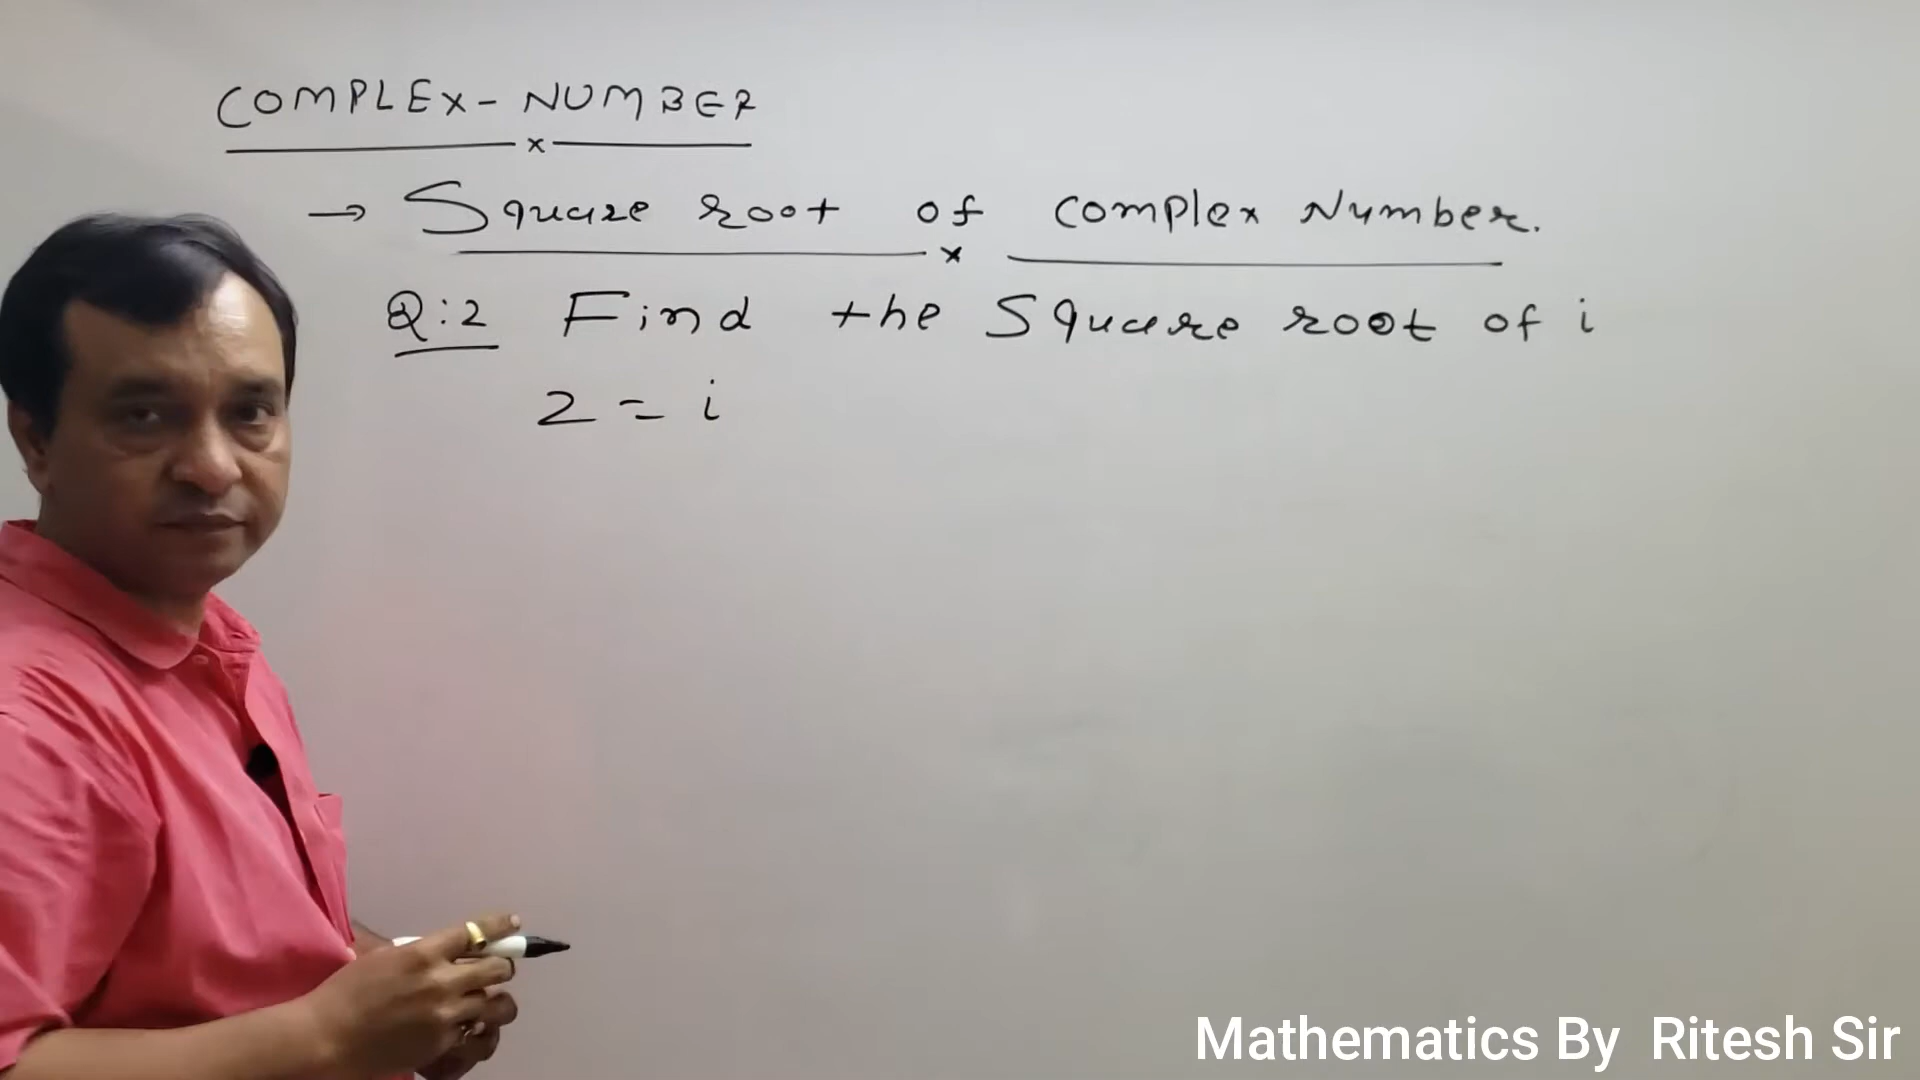 COMPLEX - NUMBER
x
→ Square root of complex Number.
x
Q:2 Find the Square root of i
z = i
Mathematics By Ritesh Sir